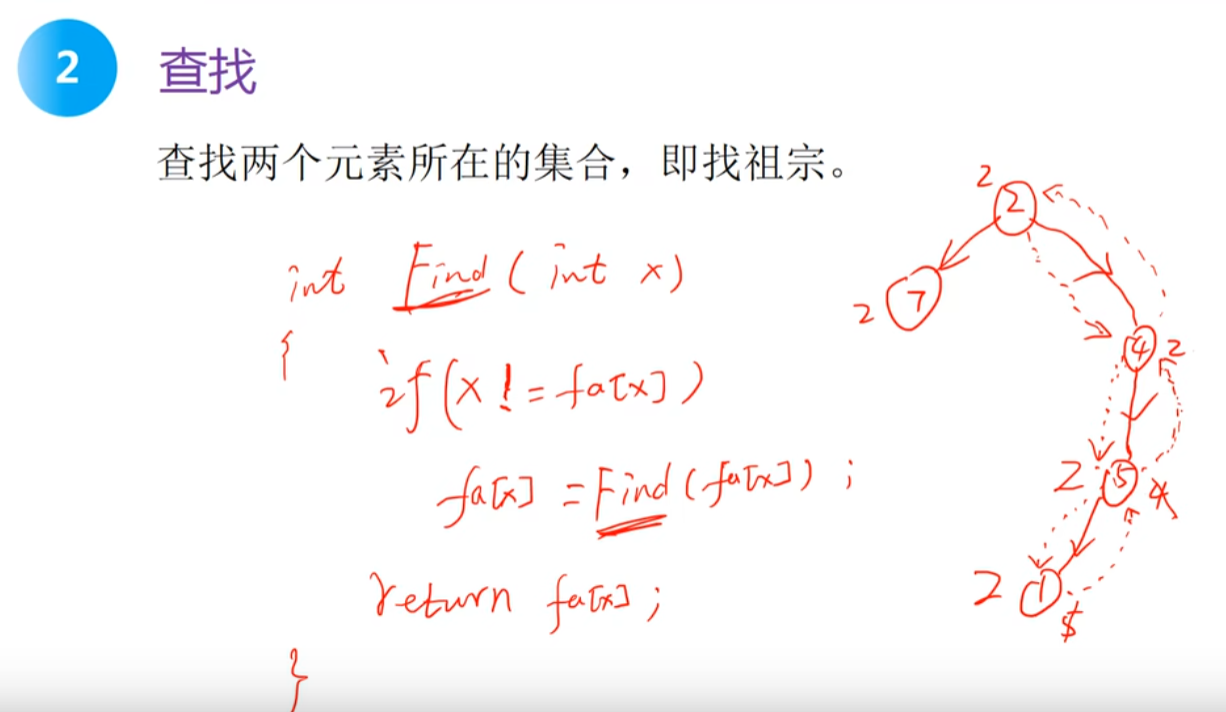 2 查找
查找两个元素所在的集合，即找祖宗。
int Find(int x)
{
if(x != fa[x])
fa[x] = Find(fa[x]);
return fa[x];
}
2 2
2 7
4 2
2 5 4
2 1
5